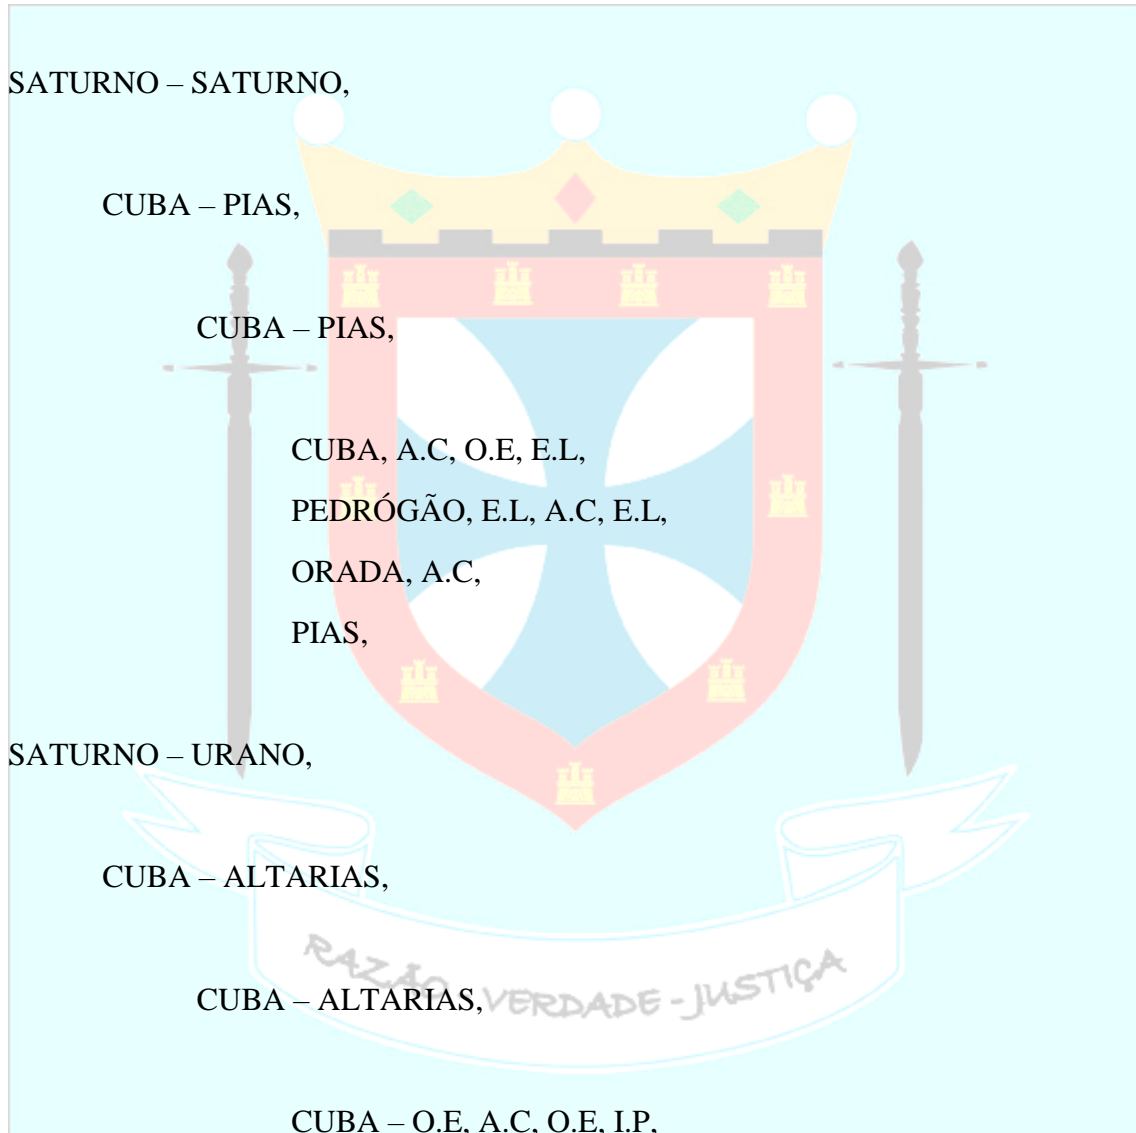 SATURNO – SATURNO,
CUBA – PIAS,
CUBA – PIAS,
CUBA, A.C, O.E, E.L,
PEDRÓGÃO, E.L, A.C, E.L,
ORADA, A.C,
PIAS,
SATURNO – URANO,
CUBA – ALTARIAS,
RAZÃO - VERDADE - JUSTIÇA
CUBA – ALTARIAS,
CUBA – O.E, A.C, O.E, I.P,